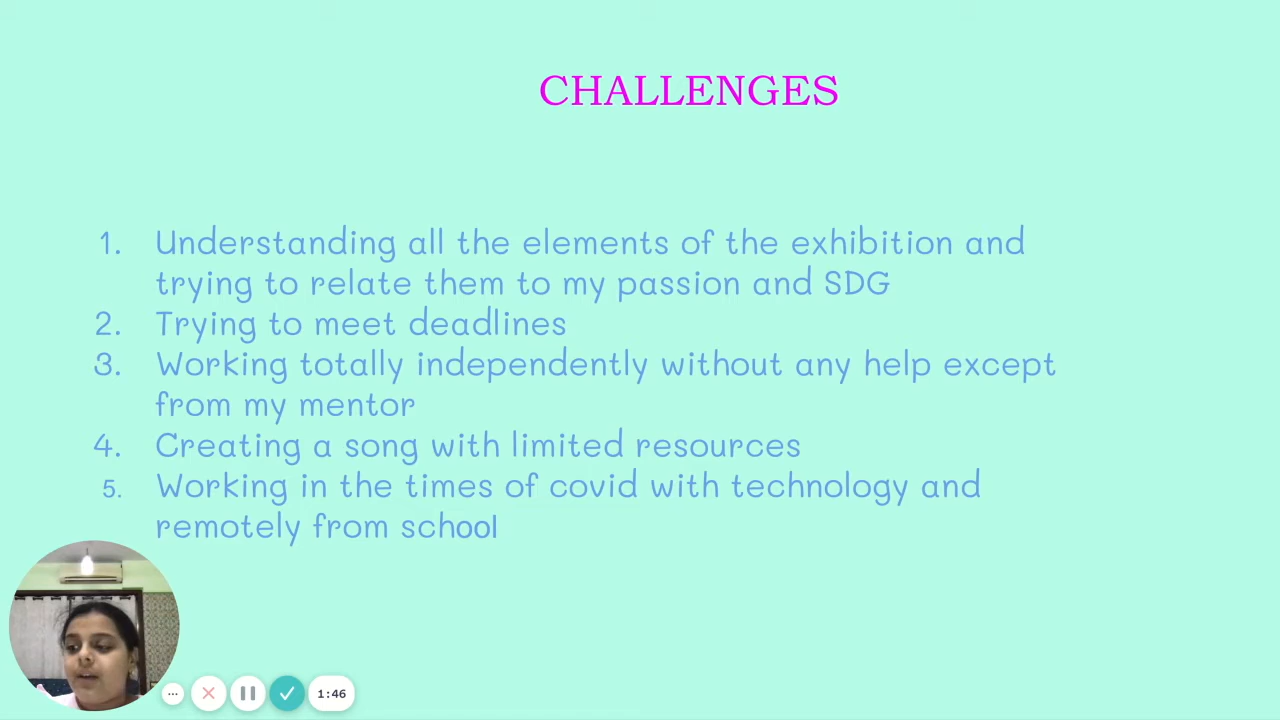 CHALLENGES
1. Understanding all the elements of the exhibition and
trying to relate them to my passion and SDG
2. Trying to meet deadlines
3. Working totally independently without any help except
from my mentor
4. Creating a song with limited resources
5. Working in the times of covid with technology and
remotely from school
1:46